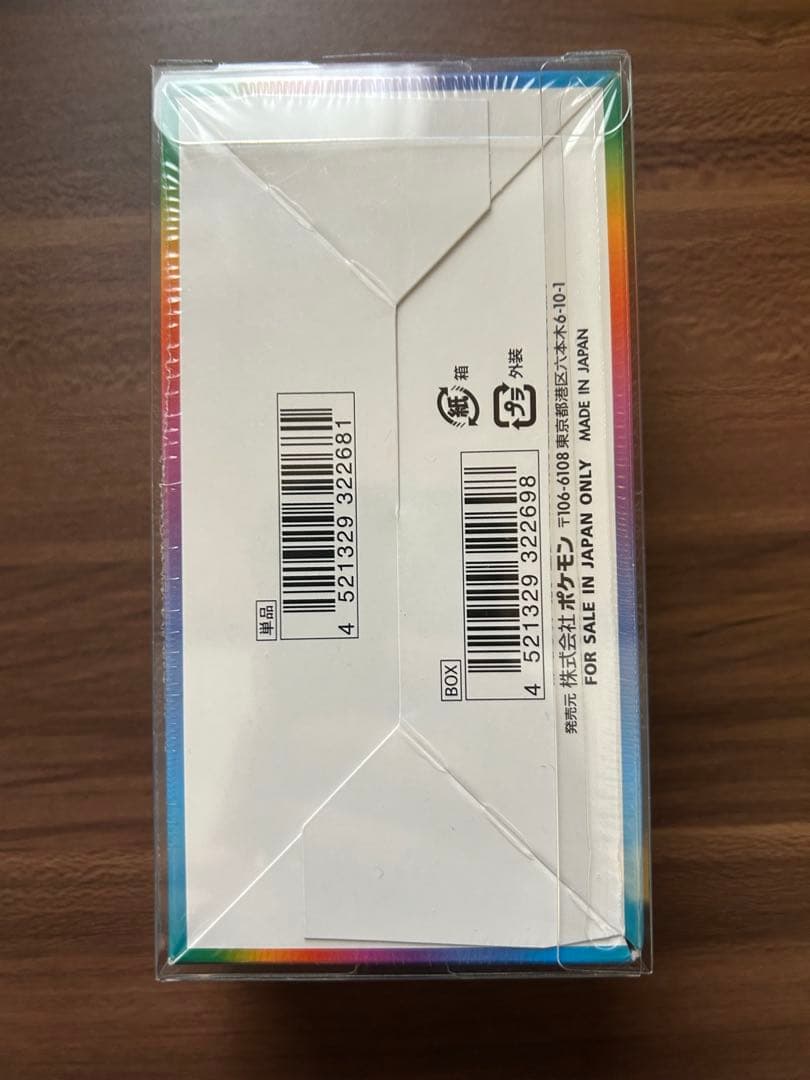 単品
4 521329 322681
BOX
4 521329 322698
紙 箱
プラ 外装
発売元 株式会社 ポケモン 〒106-6108 東京都港区六本木6-10-1
FOR SALE IN JAPAN ONLY MADE IN JAPAN